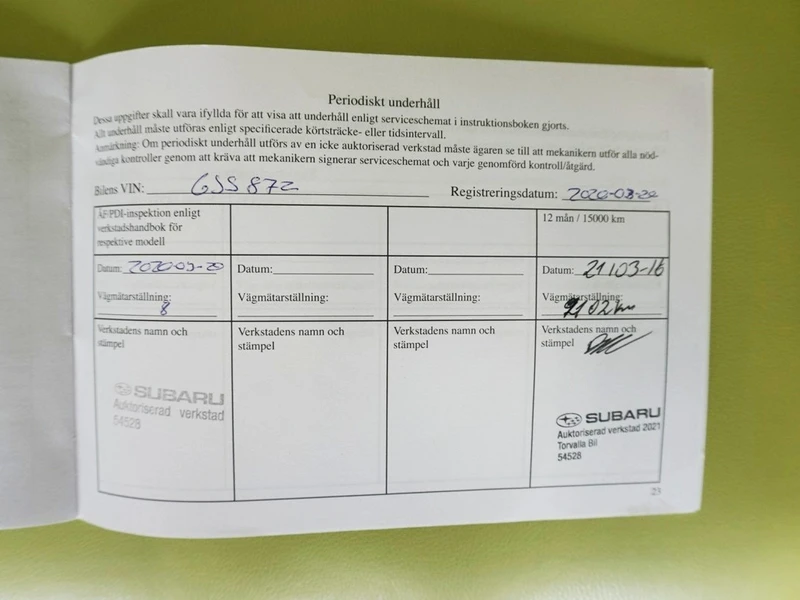 Periodiskt underhåll
Dessa uppgifter skall vara ifyllda för att visa att underhåll enligt serviceschemat i instruktionsboken gjorts.
Allt underhåll måste utföras enligt specificerade körtsträcke- eller tidsintervall.
Anmärkning: Om periodiskt underhåll utförs av en icke auktoriserad verkstad måste ägaren se till att mekanikern utför alla nöd-
vändiga kontroller genom att kräva att mekanikern signerar serviceschemat och varje genomförd kontroll/åtgärd.
Bilens VIN: GSS 872 Registreringsdatum: 2020-03-20
ÅF/PDI-inspektion enligt
verkstadshandbok för
respektive modell
12 mån / 15000 km
Datum: 2020-03-20 Datum: Datum: Datum: 21/03-16
Vägmätarställning: Vägmätarställning: Vägmätarställning: Vägmätarställning:
8
Verkstadens namn och Verkstadens namn och Verkstadens namn och Verkstadens namn och
stämpel stämpel stämpel stämpel
SUBARU
Auktoriserad verkstad
54528
SUBARU
Auktoriserad verkstad 2021
Torvalla Bil
54528
23